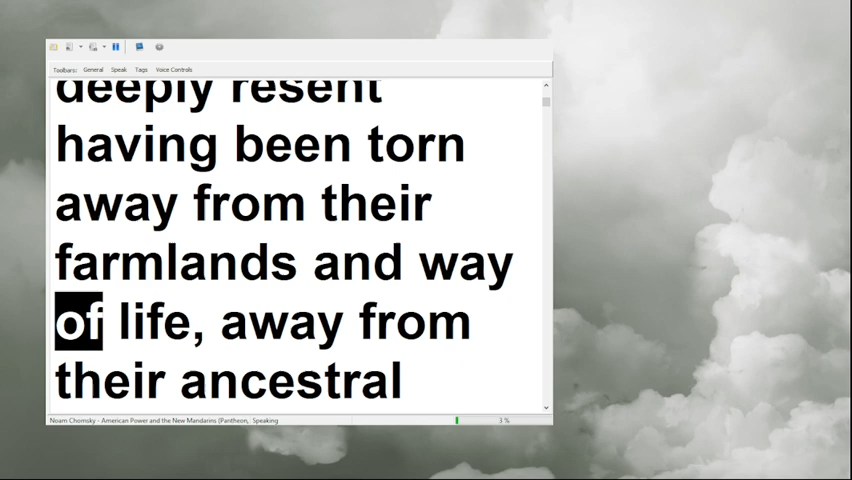 Toolbars: General Speak Tags Voice Controls
deeply resent
having been torn
away from their
farmlands and way
of life, away from
their ancestral
Noam Chomsky - American Power and the New Mandarins (Pantheon, Speaking 3 %